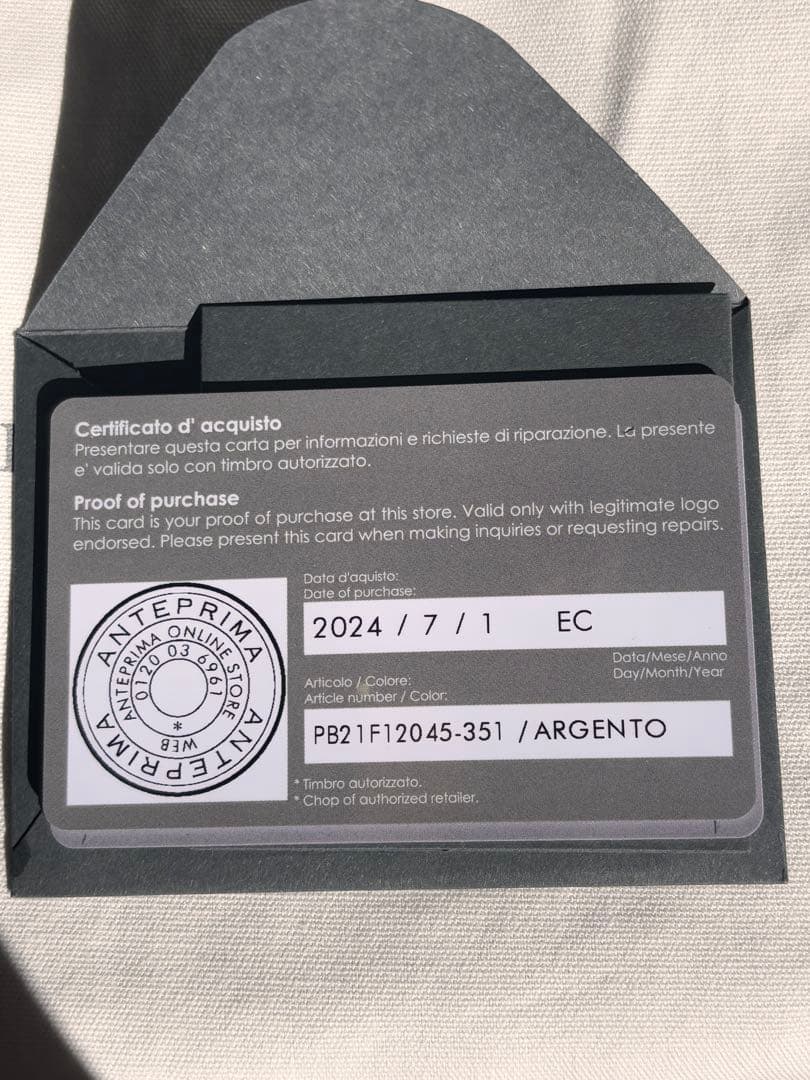 Certificato d' acquisto
Presentare questa carta per informazioni e richieste di riparazione. La presente
e' valida solo con timbro autorizzato.
Proof of purchase
This card is your proof of purchase at this store. Valid only with legitimate logo
endorsed. Please present this card when making inquiries or requesting repairs.
ANTEPRIMA
ANTEPRIMA ONLINE STORE
0120 03 6961
*
WEB
ANTEPRIMA
Data d'aquisto:
Date of purchase:
2024 / 7 / 1 EC
Data/Mese/Anno
Day/Month/Year
Articolo / Colore:
Article number / Color:
PB21F12045-351 / ARGENTO
* Timbro autorizzato.
* Chop of authorized retailer.